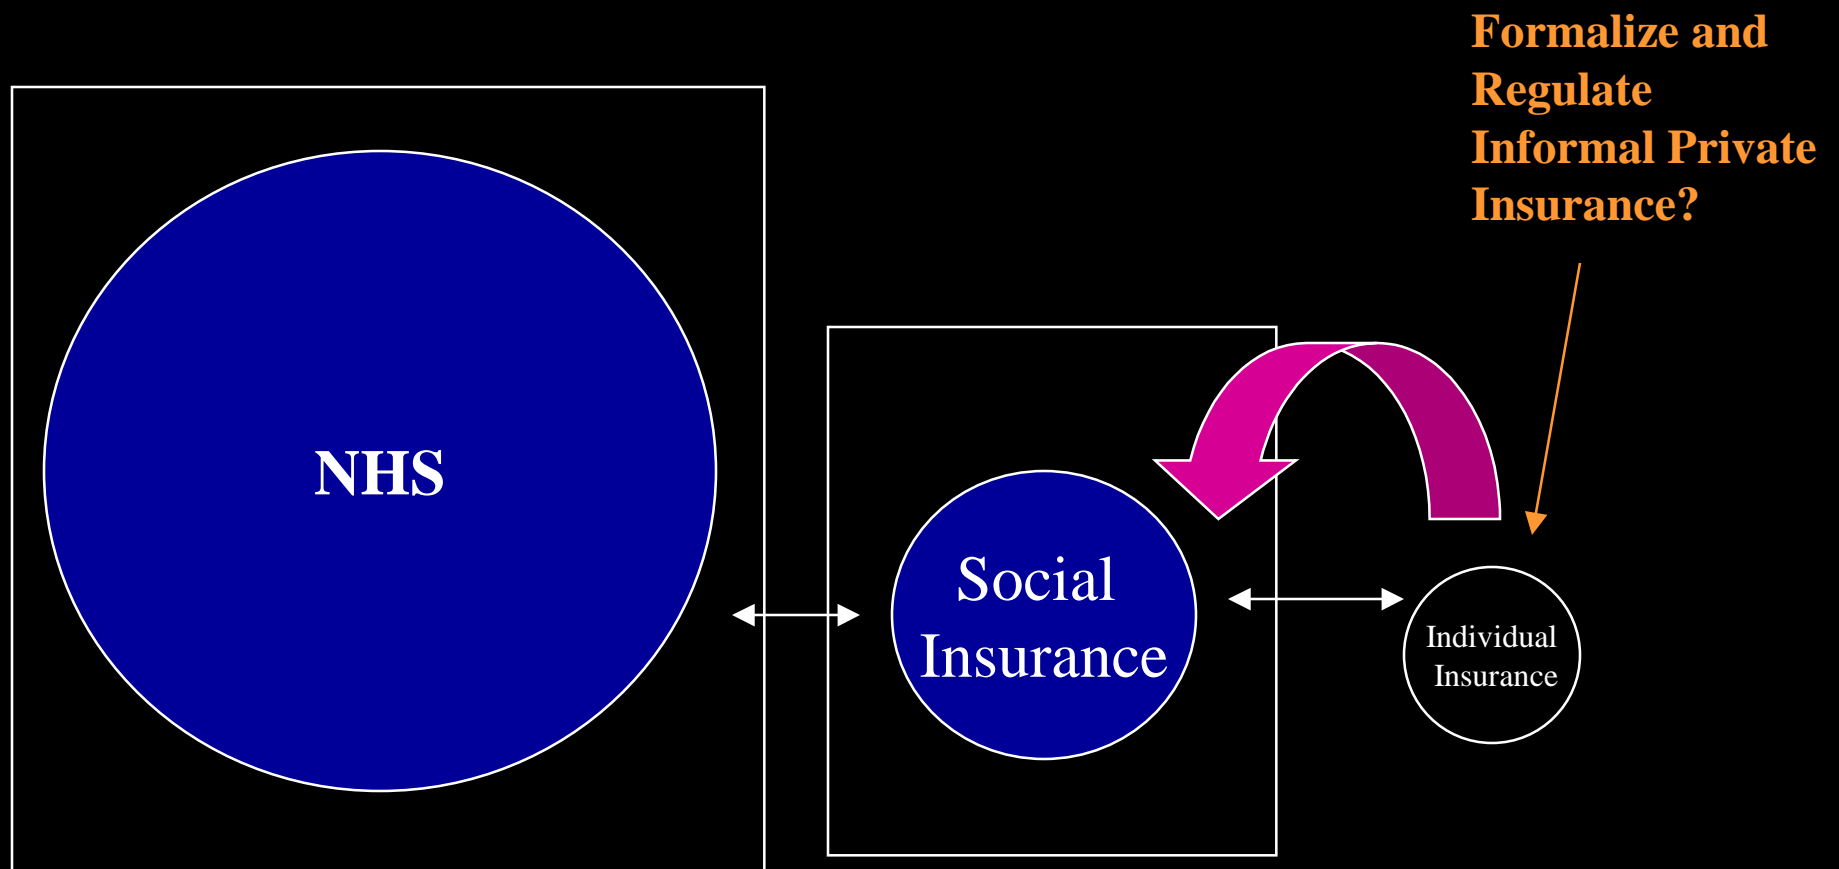 Formalize and
Regulate
Informal Private
Insurance?
NHS
Social
Insurance
Individual
Insurance